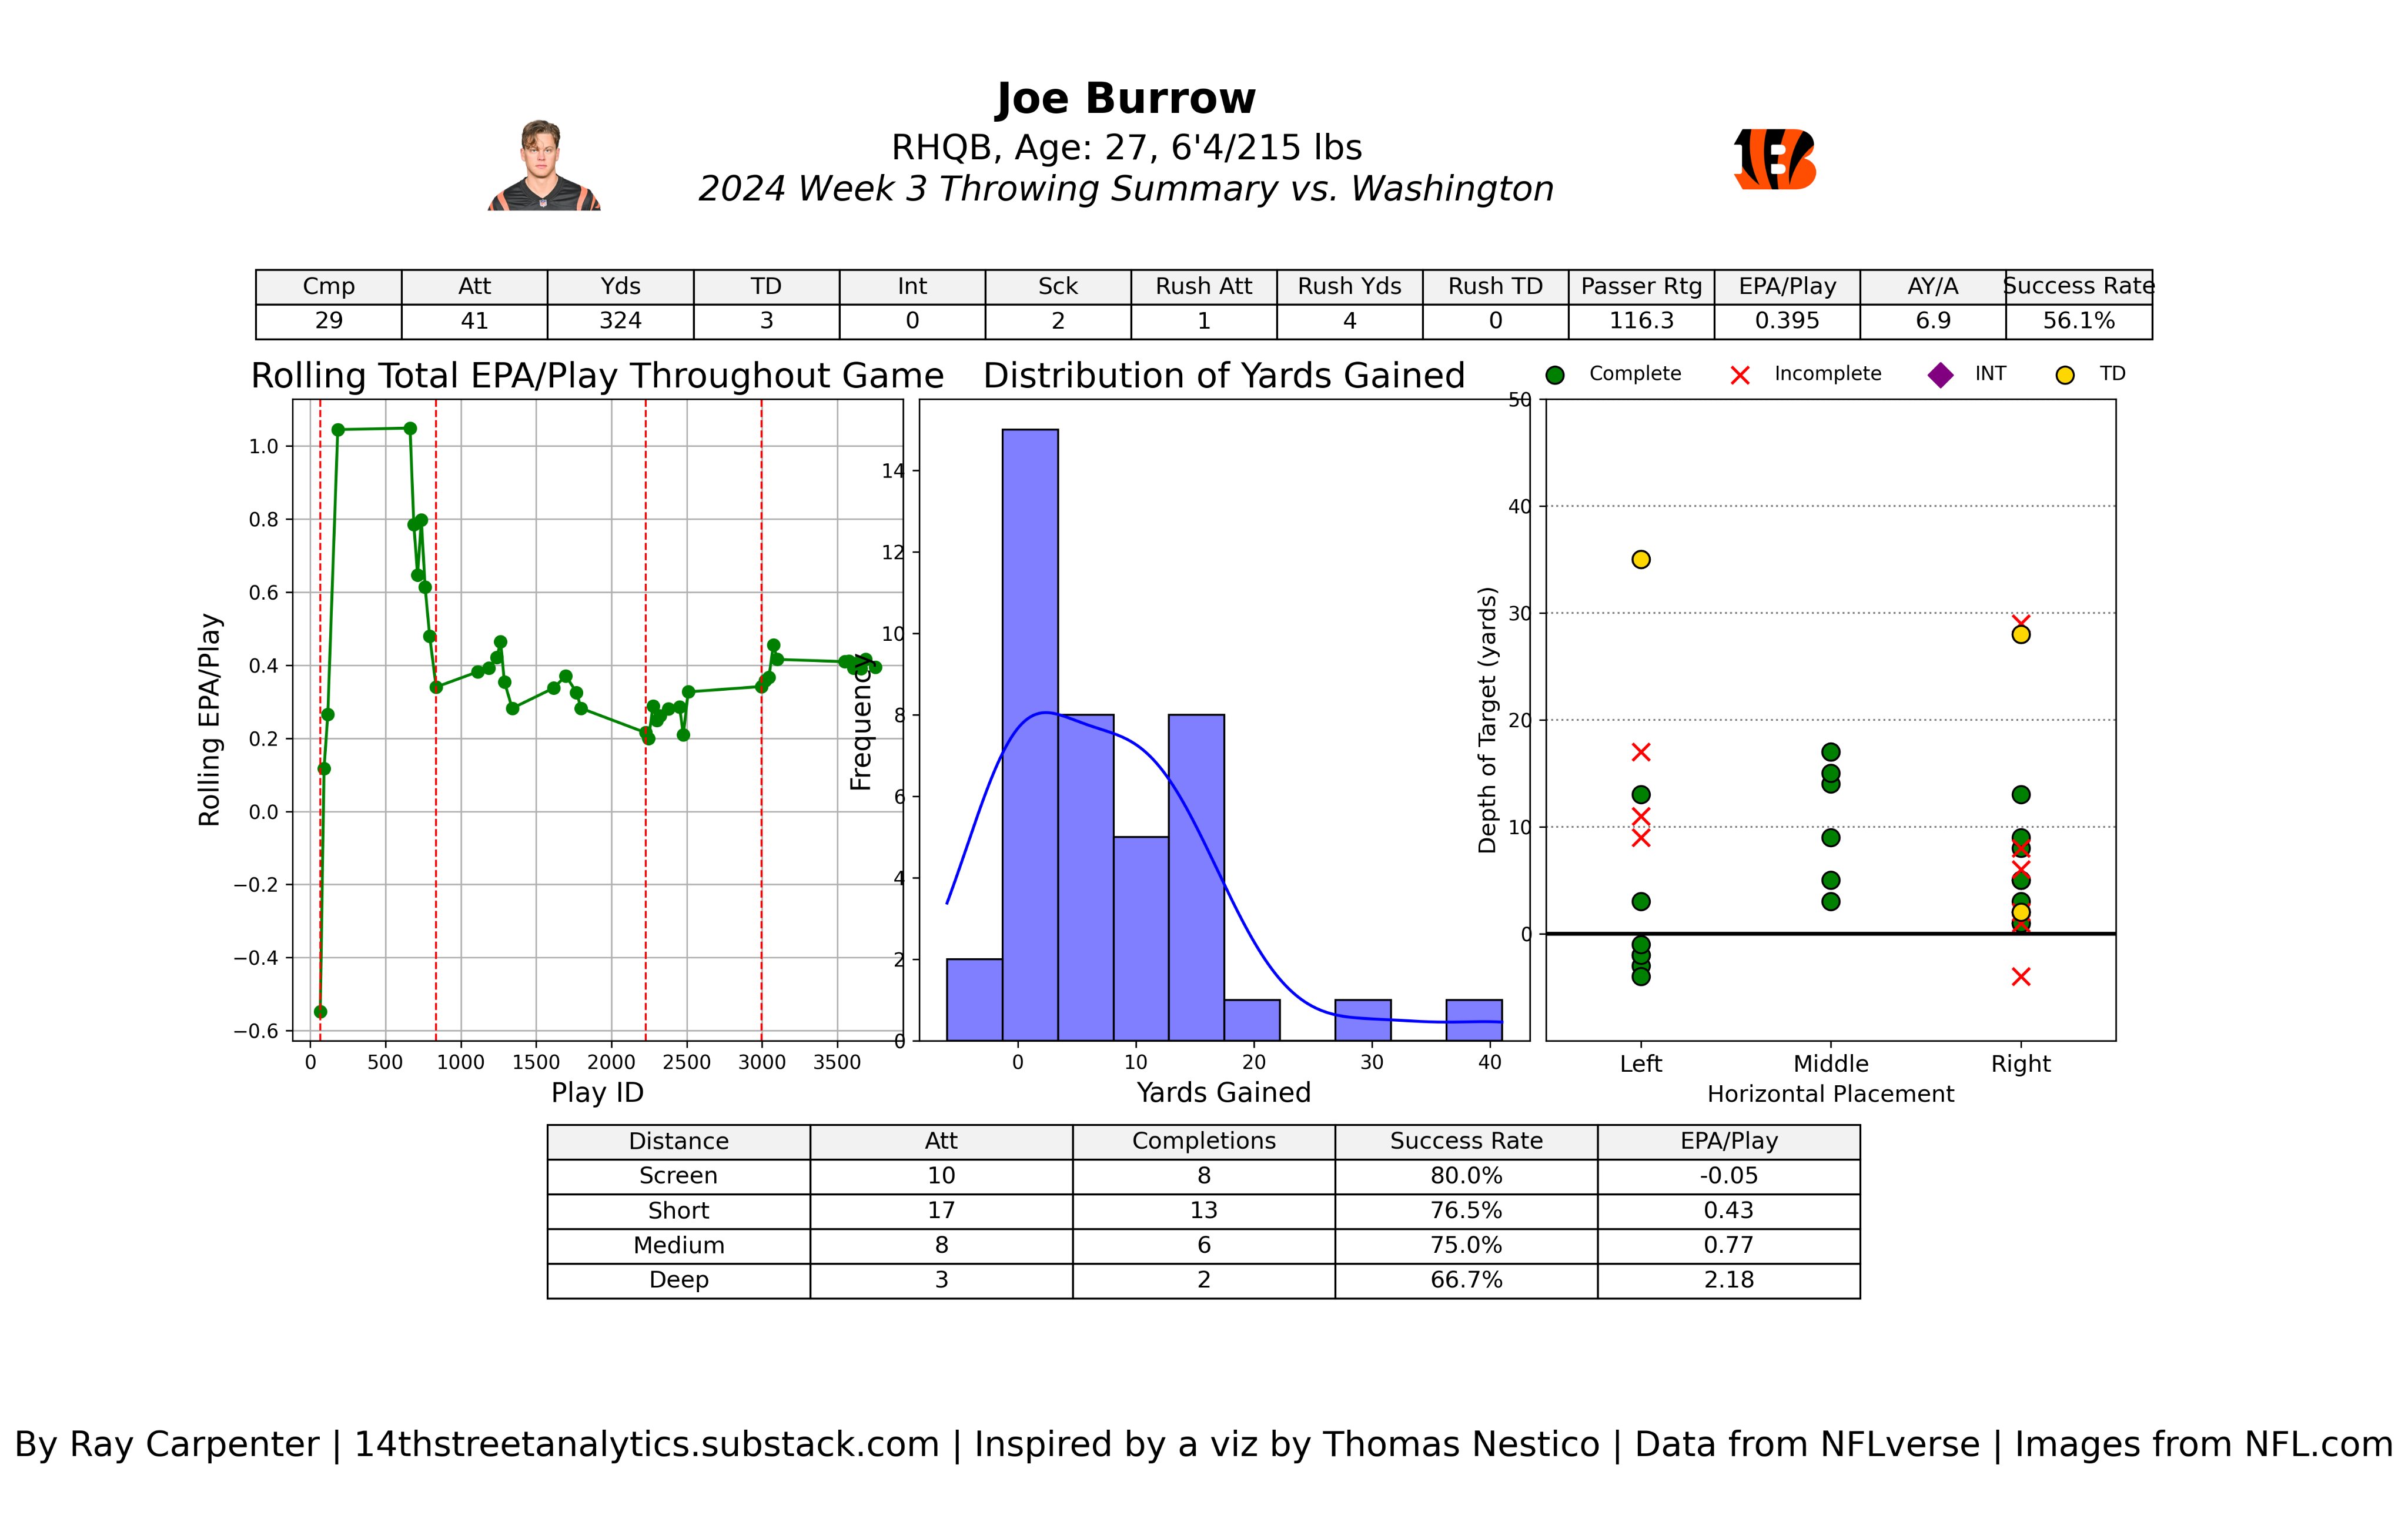 Joe Burrow
RHQB, Age: 27, 6'4/215 lbs
2024 Week 3 Throwing Summary vs. Washington
Cmp Att Yds TD Int Sck Rush Att Rush Yds Rush TD Passer Rtg EPA/Play AY/A Success Rate
29 41 324 3 0 2 1 4 0 116.3 0.395 6.9 56.1%
Rolling Total EPA/Play Throughout Game
Rolling EPA/Play
1.0
0.8
0.6
0.4
0.2
0.0
−0.2
−0.4
−0.6
0 500 1000 1500 2000 2500 3000 3500
Play ID
Distribution of Yards Gained
Frequency
14
12
10
8
6
4
2
0
0 10 20 30 40
Yards Gained
Complete Incomplete INT TD
Depth of Target (yards)
50
40
30
20
10
0
Left Middle Right
Horizontal Placement
Distance Att Completions Success Rate EPA/Play
Screen 10 8 80.0% -0.05
Short 17 13 76.5% 0.43
Medium 8 6 75.0% 0.77
Deep 3 2 66.7% 2.18
By Ray Carpenter | 14thstreetanalytics.substack.com | Inspired by a viz by Thomas Nestico | Data from NFLverse | Images from NFL.com